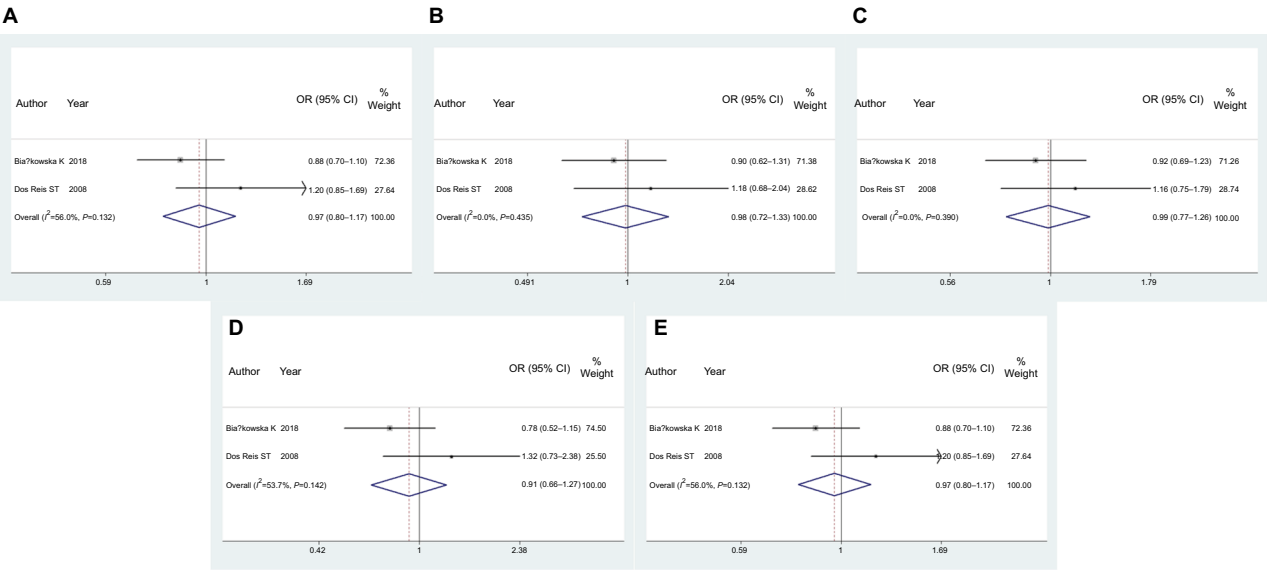 A
Author Year OR (95% CI) % Weight
Bia?kowska K 2018 0.88 (0.70–1.10) 72.36
Dos Reis ST 2008 1.20 (0.85–1.69) 27.64
Overall (I2=56.0%, P=0.132) 0.97 (0.80–1.17) 100.00
0.59 1 1.69
B
Author Year OR (95% CI) % Weight
Bia?kowska K 2018 0.90 (0.62–1.31) 71.38
Dos Reis ST 2008 1.18 (0.68–2.04) 28.62
Overall (I2=0.0%, P=0.435) 0.98 (0.72–1.33) 100.00
0.491 1 2.04
C
Author Year OR (95% CI) % Weight
Bia?kowska K 2018 0.92 (0.69–1.23) 71.26
Dos Reis ST 2008 1.16 (0.75–1.79) 28.74
Overall (I2=0.0%, P=0.390) 0.99 (0.77–1.26) 100.00
0.56 1 1.79
D
Author Year OR (95% CI) % Weight
Bia?kowska K 2018 0.78 (0.52–1.15) 74.50
Dos Reis ST 2008 1.32 (0.73–2.38) 25.50
Overall (I2=53.7%, P=0.142) 0.91 (0.66–1.27) 100.00
0.42 1 2.38
E
Author Year OR (95% CI) % Weight
Bia?kowska K 2018 0.88 (0.70–1.10) 72.36
Dos Reis ST 2008 1.20 (0.85–1.69) 27.64
Overall (I2=56.0%, P=0.132) 0.97 (0.80–1.17) 100.00
0.59 1 1.69